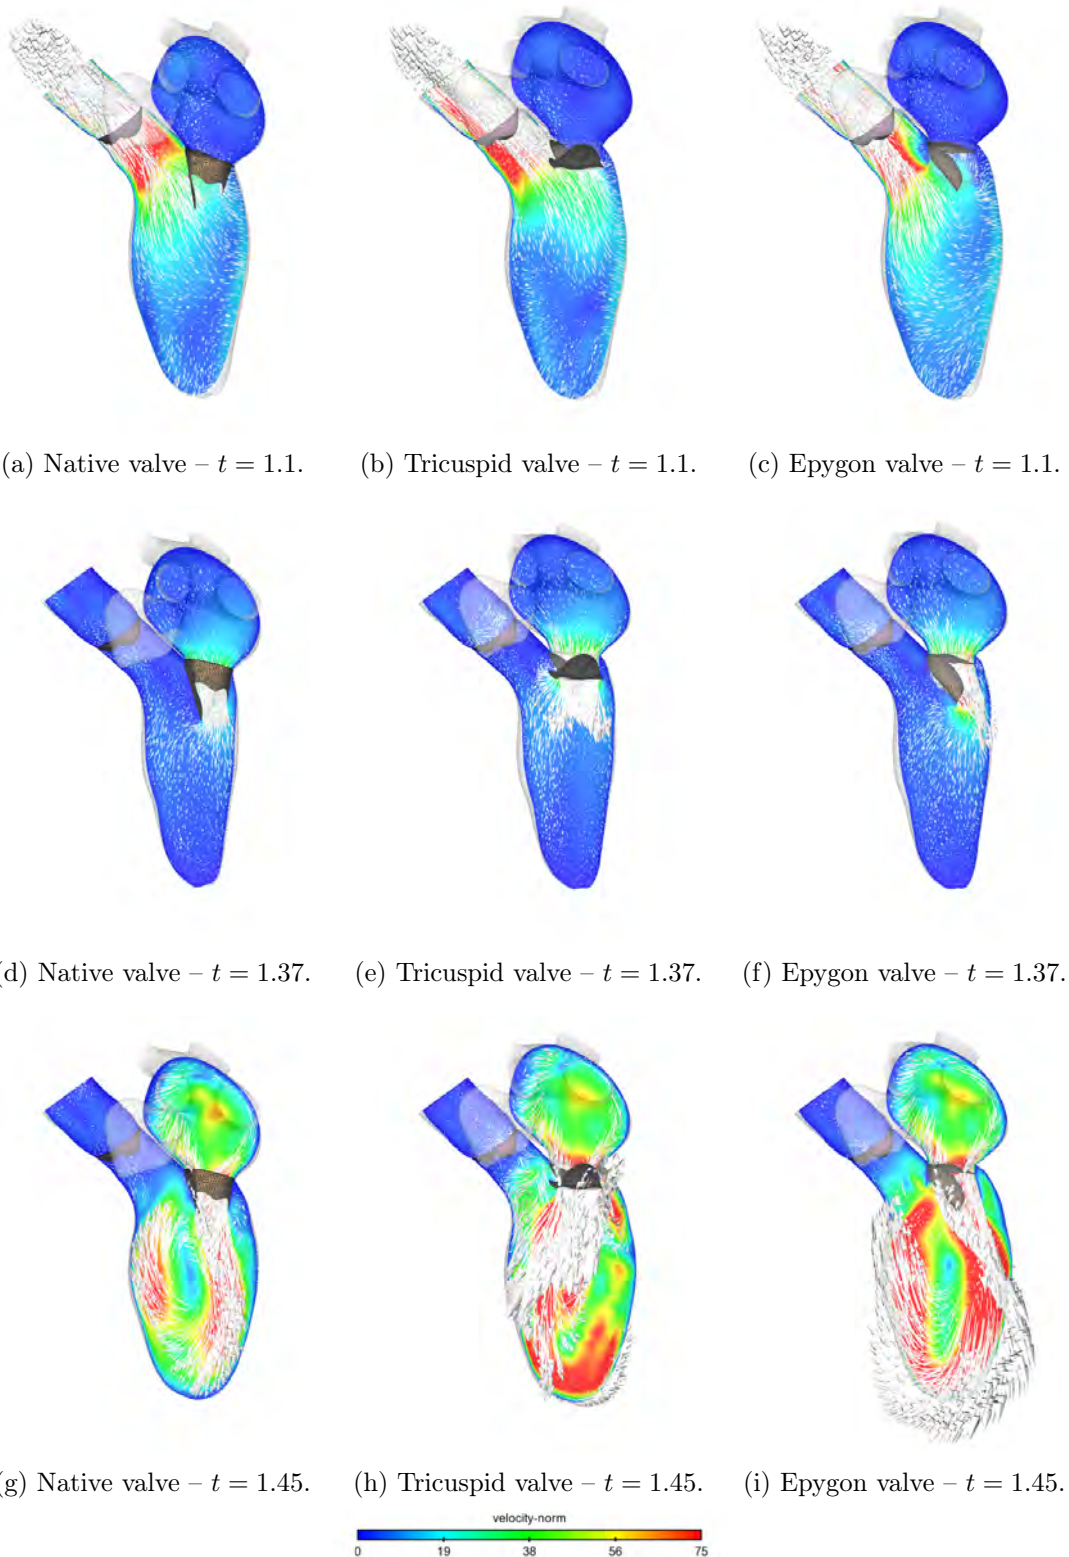 (a) Native valve – t = 1.1. (b) Tricuspid valve – t = 1.1. (c) Epygon valve – t = 1.1.
d) Native valve – t = 1.37. (e) Tricuspid valve – t = 1.37. (f) Epygon valve – t = 1.37.
g) Native valve – t = 1.45. (h) Tricuspid valve – t = 1.45. (i) Epygon valve – t = 1.45.
velocity-norm
0 19 38 56 75